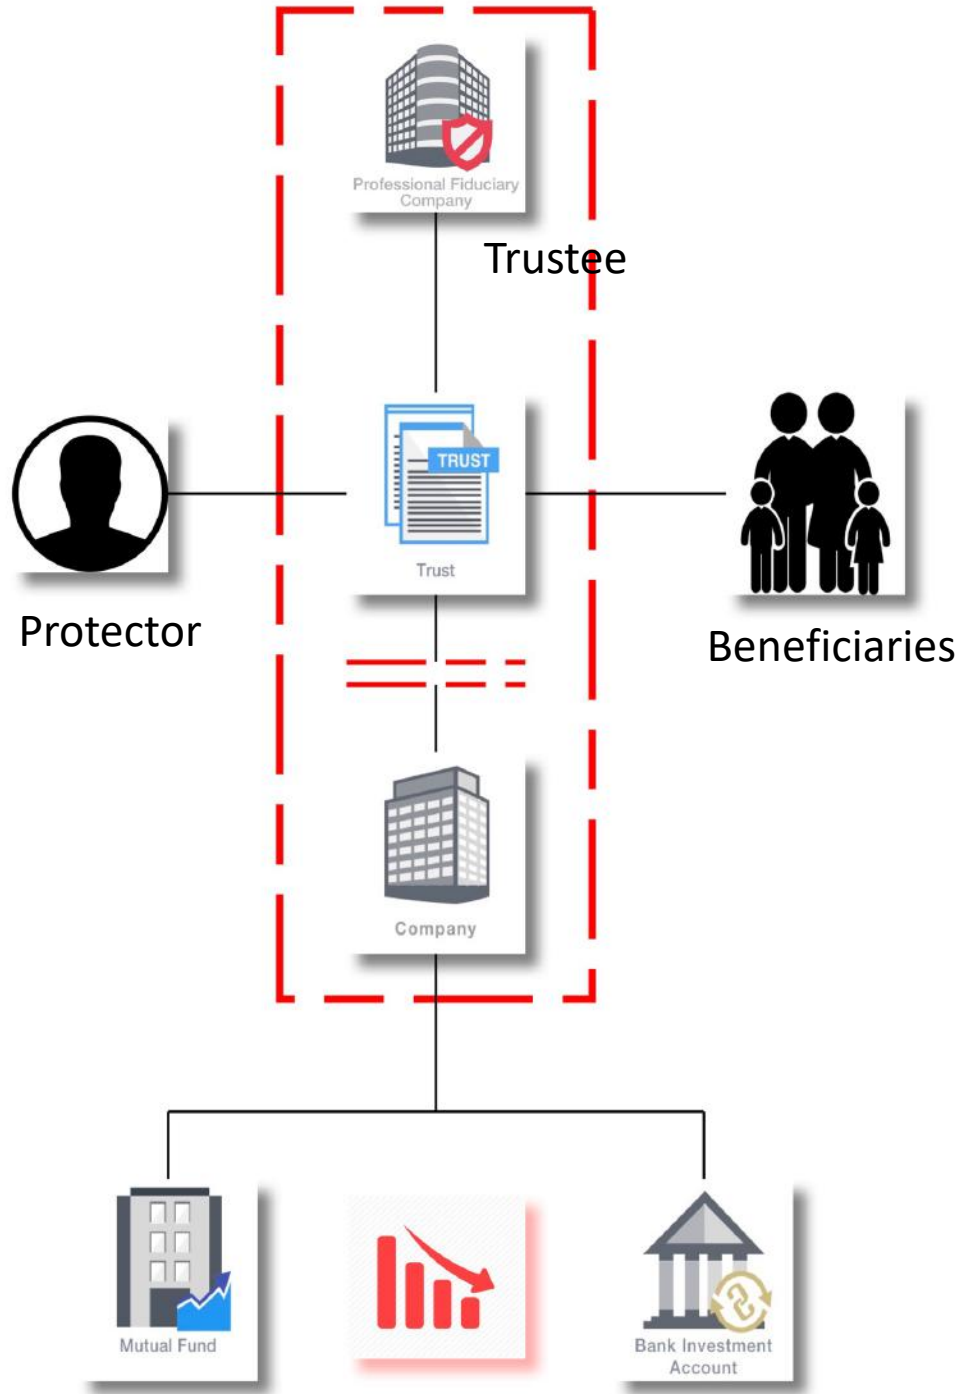 Professional Fiduciary
Company
Trustee
TRUST
Trust
Protector
Beneficiaries
Company
Mutual Fund
Bank Investment
Account